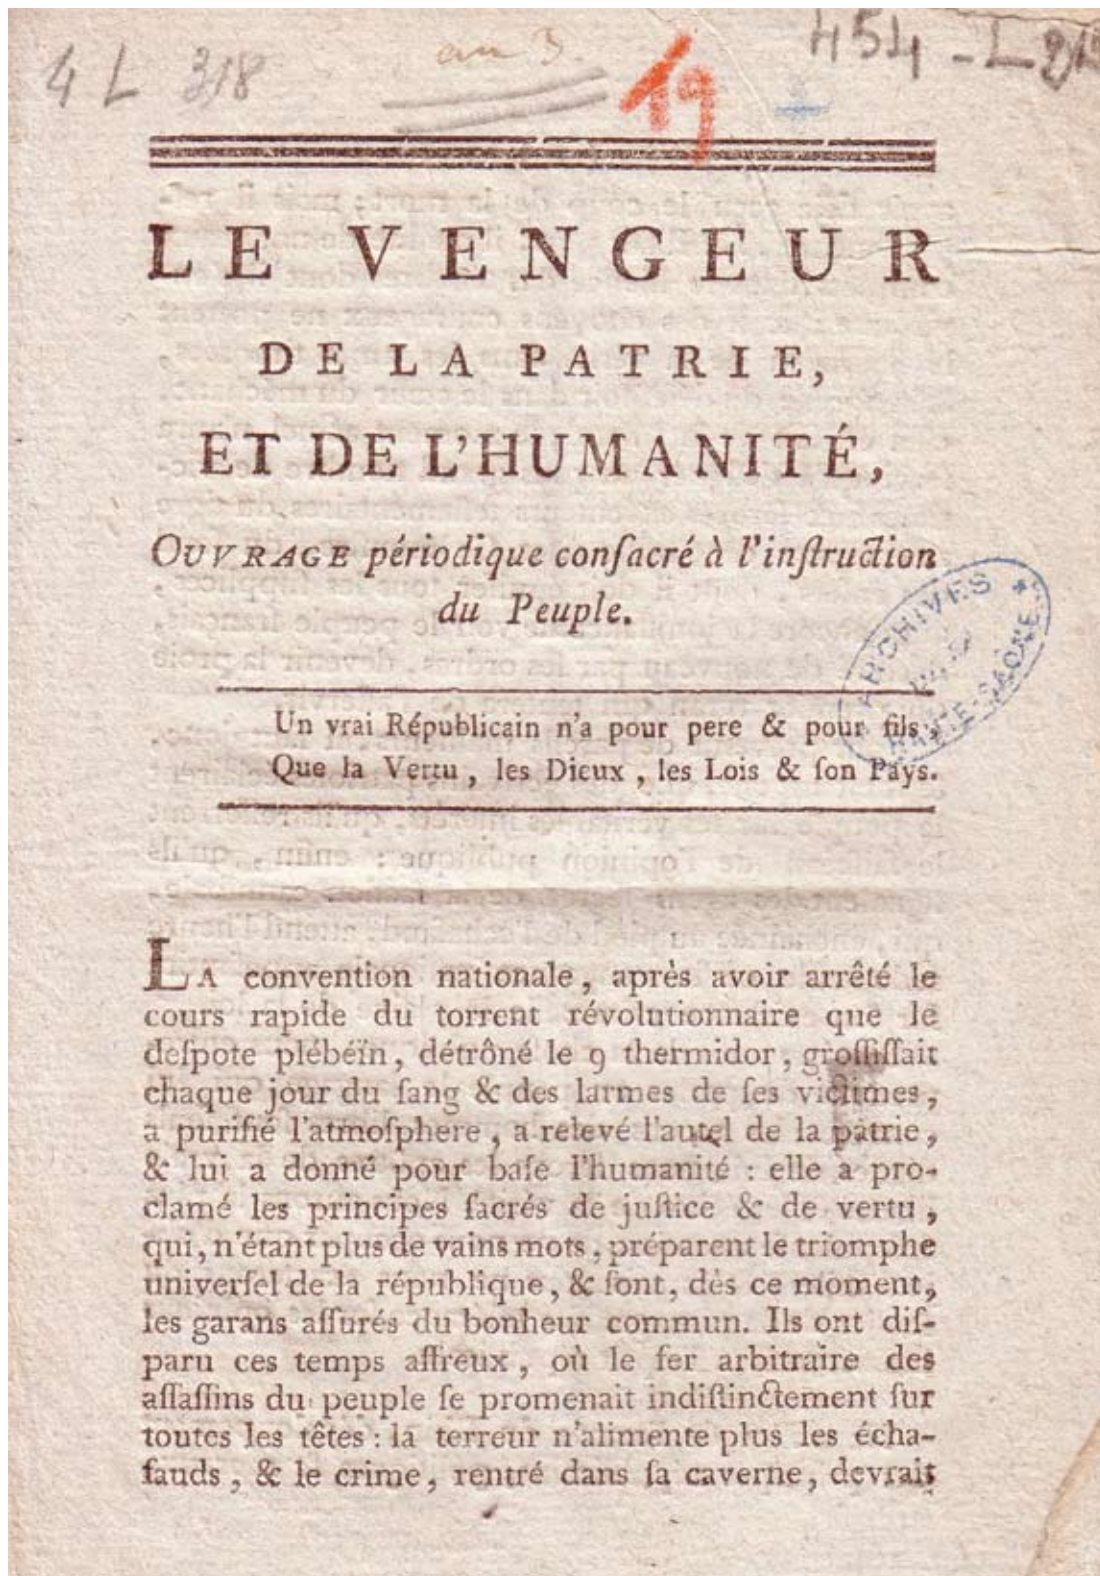 4 L 318
an 3.
19
454 - L 2
LE VENGEUR
DE LA PATRIE,
ET DE L'HUMANITÉ,
OUVRAGE périodique conſacré à l'inſtruction
du Peuple.
ARCHIVES
HAUTE-SAÔNE
Un vrai Républicain n'a pour pere & pour fils,
Que la Vertu, les Dieux, les Lois & ſon Pays.
LA convention nationale, après avoir arrêté le
cours rapide du torrent révolutionnaire que le
deſpote plébéïn, détrôné le 9 thermidor, groſſiſſait
chaque jour du ſang & des larmes de ſes victimes,
a purifié l'atmoſphere, a relevé l'autel de la patrie,
& lui a donné pour baſe l'humanité : elle a pro-
clamé les principes ſacrés de juſtice & de vertu,
qui, n'étant plus de vains mots, préparent le triomphe
univerſel de la république, & ſont, dès ce moment,
les garans aſſurés du bonheur commun. Ils ont diſ-
paru ces temps affreux, où le fer arbitraire des
aſſaſſins du peuple ſe promenait indiſtinctement ſur
toutes les têtes : la terreur n'alimente plus les écha-
fauds, & le crime, rentré dans ſa caverne, devrait